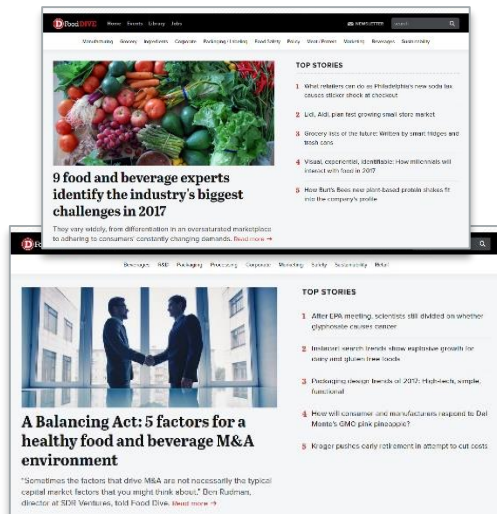 FoodDIVE Home Events Library Jobs NEWSLETTER search
Manufacturing Grocery Ingredients Corporate Packaging / Labeling Food Safety Policy Meat / Protein Marketing Beverages Sustainability
9 food and beverage experts
identify the industry's biggest
challenges in 2017
They vary widely, from differentiation in an oversaturated marketplace
to adhering to consumers' constantly changing demands. Read more →
TOP STORIES
1 What retailers can do as Philadelphia's new soda tax
causes sticker shock at checkout
2 Lidl, Aldi, plan fast growing small store market
3 Grocery lists of the future: Written by smart fridges and
trash cans
4 Visual, experiential, identifiable: How millennials will
interact with food in 2017
5 How Burt's Bees new plant-based protein shakes fit
into the company's profile
Beverages R&D Packaging Processing Corporate Marketing Safety Sustainability Retail
A Balancing Act: 5 factors for a
healthy food and beverage M&A
environment
"Sometimes the factors that drive M&A are not necessarily the typical
capital market factors that you might think about," Ben Rudman,
director at SDR Ventures, told Food Dive. Read more →
TOP STORIES
1 After EPA meeting, scientists still divided on whether
glyphosate causes cancer
2 Instacart search trends show explosive growth for
dairy and gluten free foods
3 Packaging design trends of 2017: High-tech, simple,
functional
4 How will consumer and manufacturers respond to Del
Monte's GMO pink pineapple?
5 Kroger pushes early retirement in attempt to cut costs